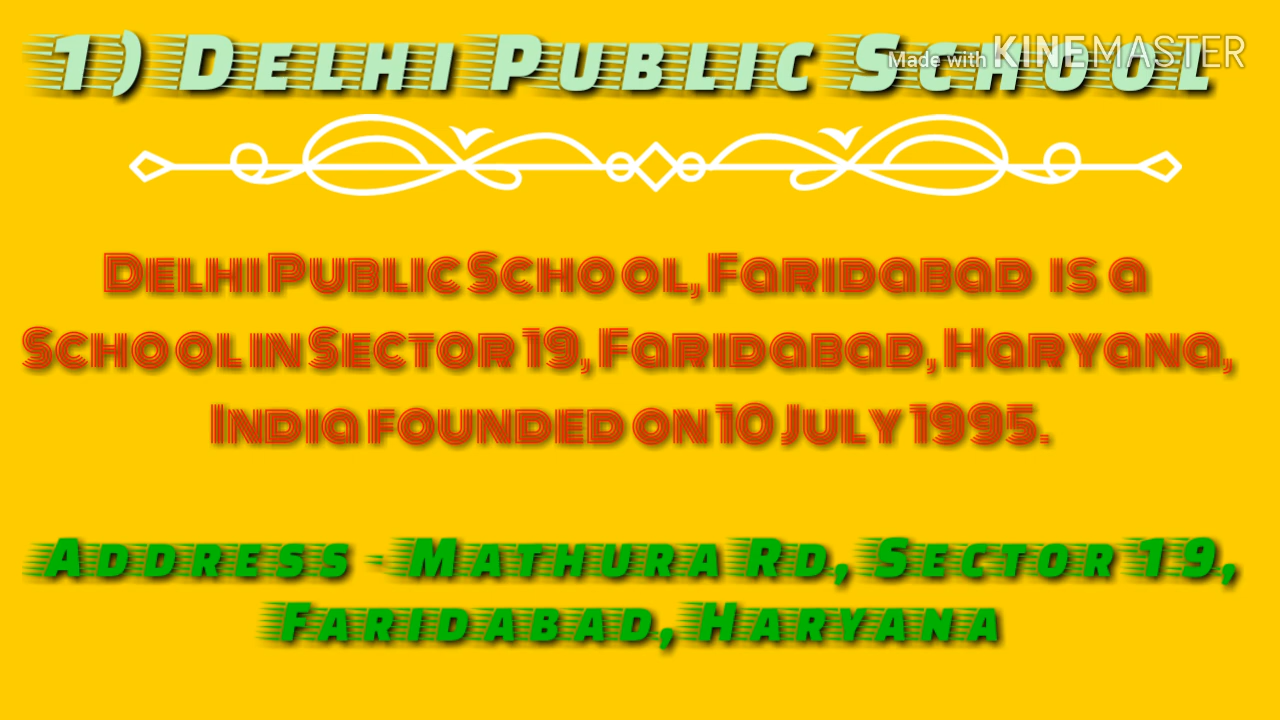 1) Delhi Public School
Made with KINEMASTER
Delhi Public School, Faridabad is a
School in Sector 19, Faridabad, Haryana,
India founded on 10 July 1995.
Address - Mathura Rd, Sector 19,
Faridabad, Haryana